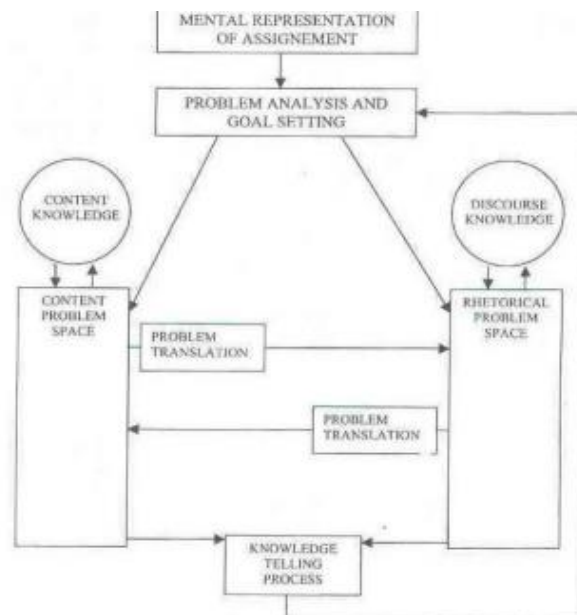 MENTAL REPRESENTATION
OF ASSIGNEMENT
PROBLEM ANALYSIS AND
GOAL SETTING
CONTENT
KNOWLEDGE
DISCOURSE
KNOWLEDGE
CONTENT
PROBLEM
SPACE
RHETORICAL
PROBLEM
SPACE
PROBLEM
TRANSLATION
PROBLEM
TRANSLATION
KNOWLEDGE
TELLING
PROCESS